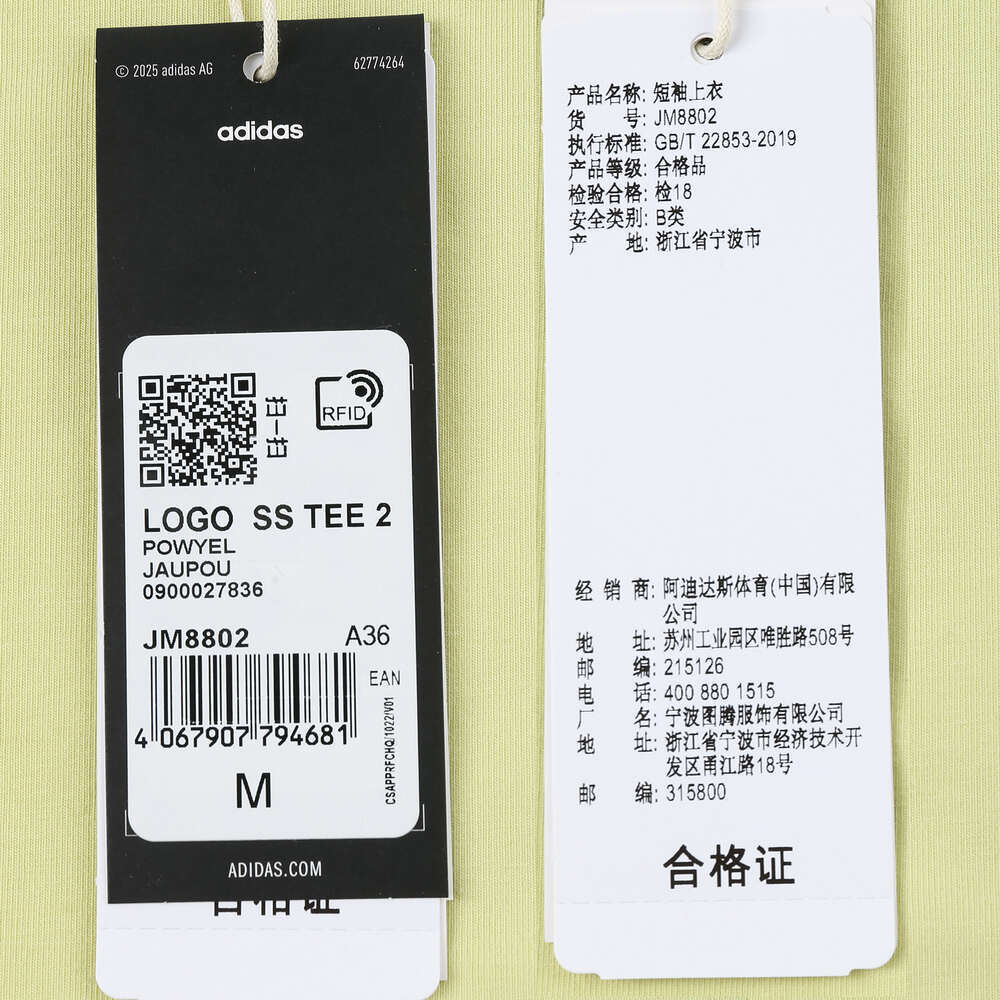 © 2025 adidas AG
62774264
adidas
扫一扫
RFID
LOGO SS TEE 2
POWYEL
JAUPOU
0900027836
JM8802 A36
EAN
4 067907 794681
CSAPPRFCHQ/1022/V01
M
ADIDAS.COM
合格证
产品名称: 短袖上衣
货 号: JM8802
执行标准: GB/T 22853-2019
产品等级: 合格品
检验合格: 检18
安全类别: B类
产 地: 浙江省宁波市
经 销 商: 阿迪达斯体育(中国)有限
公司
地 址: 苏州工业园区唯胜路508号
邮 编: 215126
电 话: 400 880 1515
厂 名: 宁波图腾服饰有限公司
地 址: 浙江省宁波市经济技术开
发区甬江路18号
邮 编: 315800
合格证